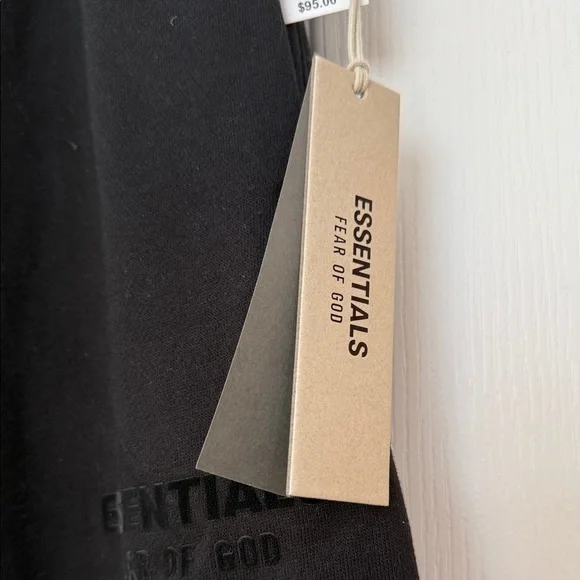 $95.00
ESSENTIALS
FEAR OF GOD
OF GOD